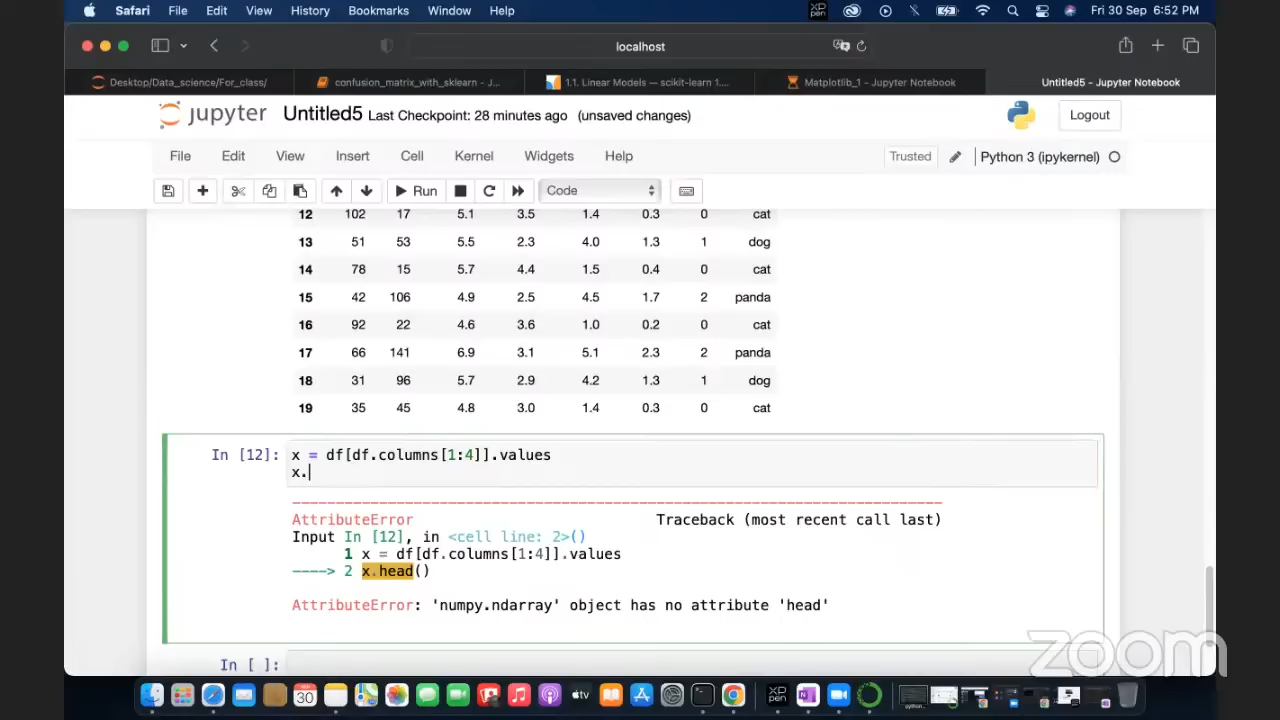 Safari File Edit View History Bookmarks Window Help Fri 30 Sep 6:52 PM
localhost
Desktop/Data_science/For_class/ confusion_matrix_with_sklearn - J... 1.1. Linear Models — scikit-learn 1.... Matplotlib_1 - Jupyter Notebook Untitled5 - Jupyter Notebook
jupyter Untitled5 Last Checkpoint: 28 minutes ago (unsaved changes) Logout
File Edit View Insert Cell Kernel Widgets Help Trusted Python 3 (ipykernel)
Run Code
12 102 17 5.1 3.5 1.4 0.3 0 cat
13 51 53 5.5 2.3 4.0 1.3 1 dog
14 78 15 5.7 4.4 1.5 0.4 0 cat
15 42 106 4.9 2.5 4.5 1.7 2 panda
16 92 22 4.6 3.6 1.0 0.2 0 cat
17 66 141 6.9 3.1 5.1 2.3 2 panda
18 31 96 5.7 2.9 4.2 1.3 1 dog
19 35 45 4.8 3.0 1.4 0.3 0 cat
In [12]: x = df[df.columns[1:4]].values
x.
AttributeError Traceback (most recent call last)
Input In [12], in <cell line: 2>()
1 x = df[df.columns[1:4]].values
----> 2 x.head()
AttributeError: 'numpy.ndarray' object has no attribute 'head'
In [ ]:
zoom